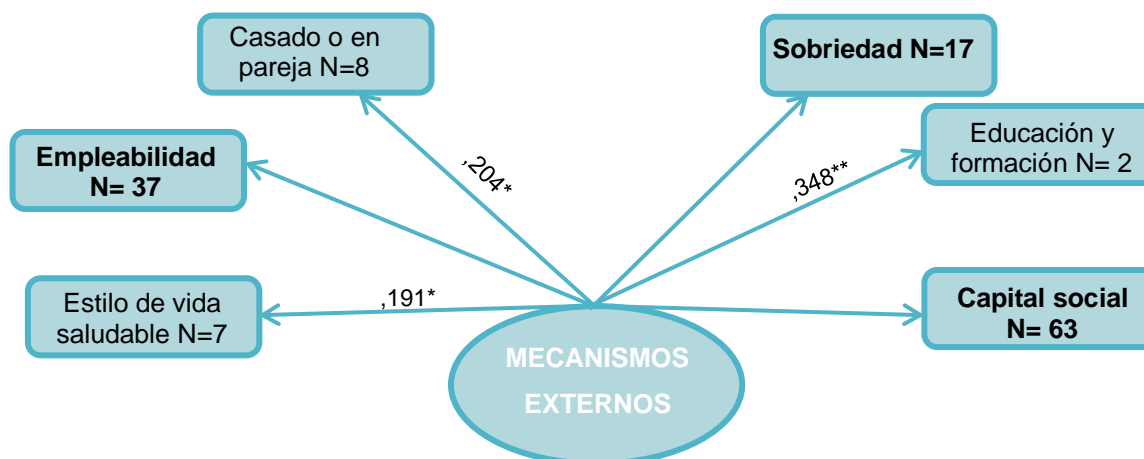 Casado o en
pareja N=8
Sobriedad N=17
Empleabilidad
N= 37
Educación y
formación N= 2
,204*
,348**
Estilo de vida
saludable N=7
,191*
Capital social
N= 63
MECANISMOS
EXTERNOS